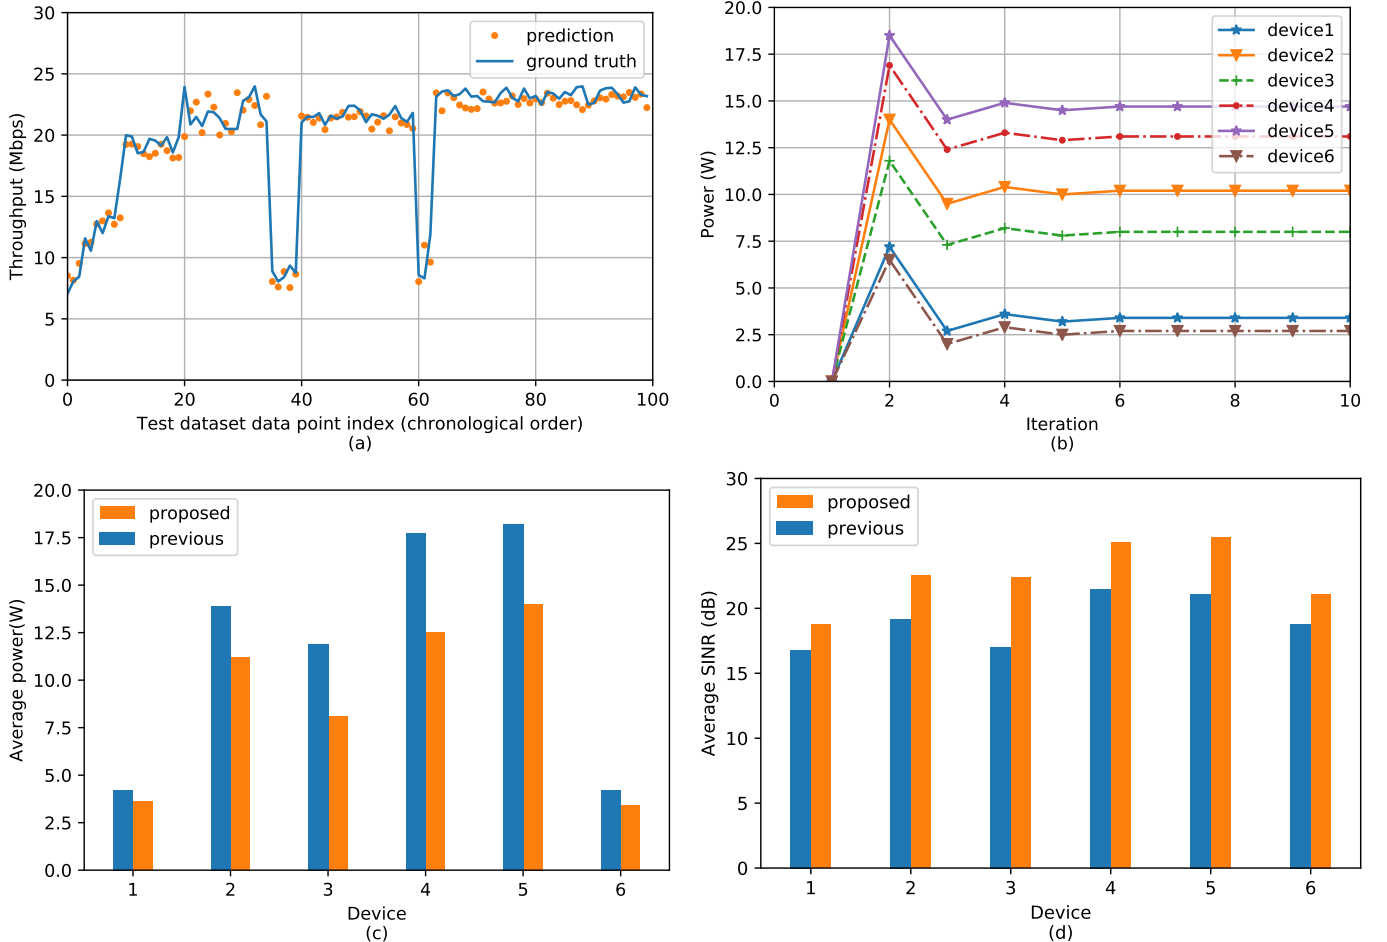 30
25
20
15
10
5
0
Throughput (Mbps)
prediction
ground truth
0 20 40 60 80 100
Test dataset data point index (chronological order)
(a)
20.0
17.5
15.0
12.5
10.0
7.5
5.0
2.5
0.0
Power (W)
device1
device2
device3
device4
device5
device6
0 2 4 6 8 10
Iteration
(b)
20.0
17.5
15.0
12.5
10.0
7.5
5.0
2.5
0.0
Average power(W)
proposed
previous
1 2 3 4 5 6
Device
(c)
30
25
20
15
10
5
0
Average SINR (dB)
proposed
previous
1 2 3 4 5 6
Device
(d)